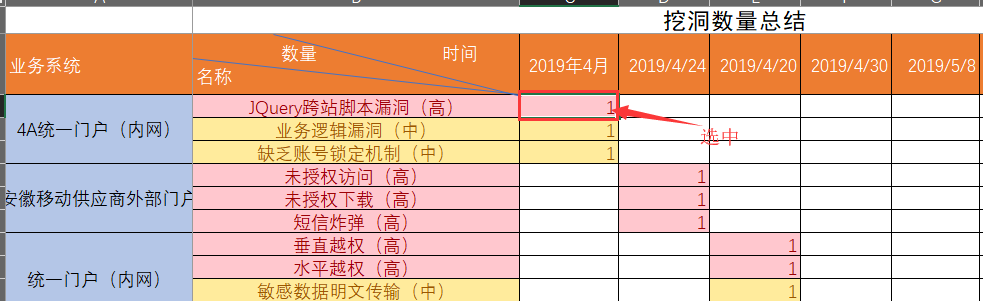 挖洞数量总结
业务系统 数量 时间 名称 2019年4月 2019/4/24 2019/4/20 2019/4/30 2019/5/8
4A统一门户（内网） JQuery跨站脚本漏洞（高） 1
业务逻辑漏洞（中） 1
缺乏账号锁定机制（中） 1
选中
安徽移动供应商外部门户 未授权访问（高） 1
未授权下载（高） 1
短信炸弹（高） 1
统一门户（内网） 垂直越权（高） 1
水平越权（高） 1
敏感数据明文传输（中） 1